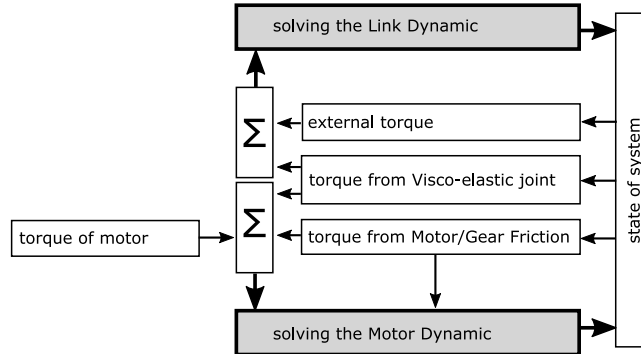 solving the Link Dynamic
Σ
external torque
torque from Visco-elastic joint
state of system
Σ
torque of motor
torque from Motor/Gear Friction
solving the Motor Dynamic